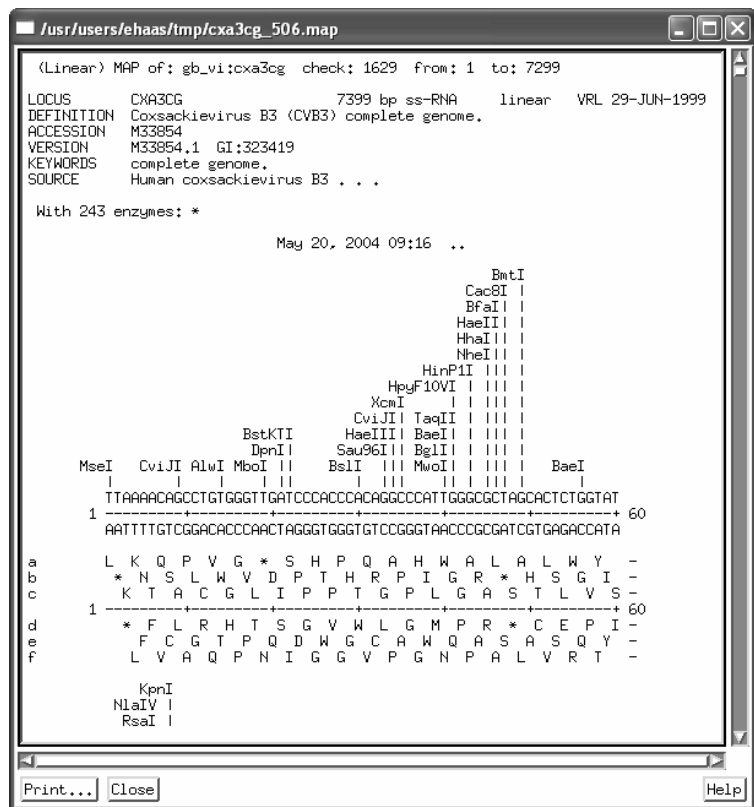 /usr/users/ehaas/tmp/cxa3cg_506.map
(Linear) MAP of: gb_vi:cxa3cg check: 1629 from: 1 to: 7299
LOCUS CXA3CG 7399 bp ss-RNA linear VRL 29-JUN-1999
DEFINITION Coxsackievirus B3 (CVB3) complete genome.
ACCESSION M33854
VERSION M33854.1 GI:323419
KEYWORDS complete genome.
SOURCE Human coxsackievirus B3 . . .
With 243 enzymes: *
May 20, 2004 09:16 ..
BmtI
Cac8I |
BfaI| |
HaeII| |
HhaI|| |
NheI|| |
HinP1I ||| |
HpyF10VI | ||| |
XcmI | | ||| |
CviJI| TaqII | ||| |
BstKTI HaeIII| BaeI| | ||| |
DpnI| Sau96I|| BglI| | ||| |
MseI CviJI AlwI MboI || BslI ||| MwoI| | ||| | BaeI
TTAAAACAGCCTGTGGGTTGATCCCACCCACAGGCCCATTGGGCGCTAGCACTCTGGTAT
1 ---------+---------+---------+---------+---------+---------+ 60
AATTTTGTCGGACACCCAACTAGGGTGGGTGTCCGGGTAACCCGCGATCGTGAGACCATA
a L K Q P V G * S H P Q A H W A L A L W Y -
b * N S L W V D P T H R P I G R * H S G I -
c K T A C G L I P P T G P L G A S T L V S -
1 ---------+---------+---------+---------+---------+---------+ 60
d * F L R H T S G V W L G M P R * C E P I -
e F C G T P Q D W G C A W Q A S A S Q Y -
f L V A Q P N I G G V P G N P A L V R T -
KpnI
NlaIV |
RsaI |
Print... Close Help